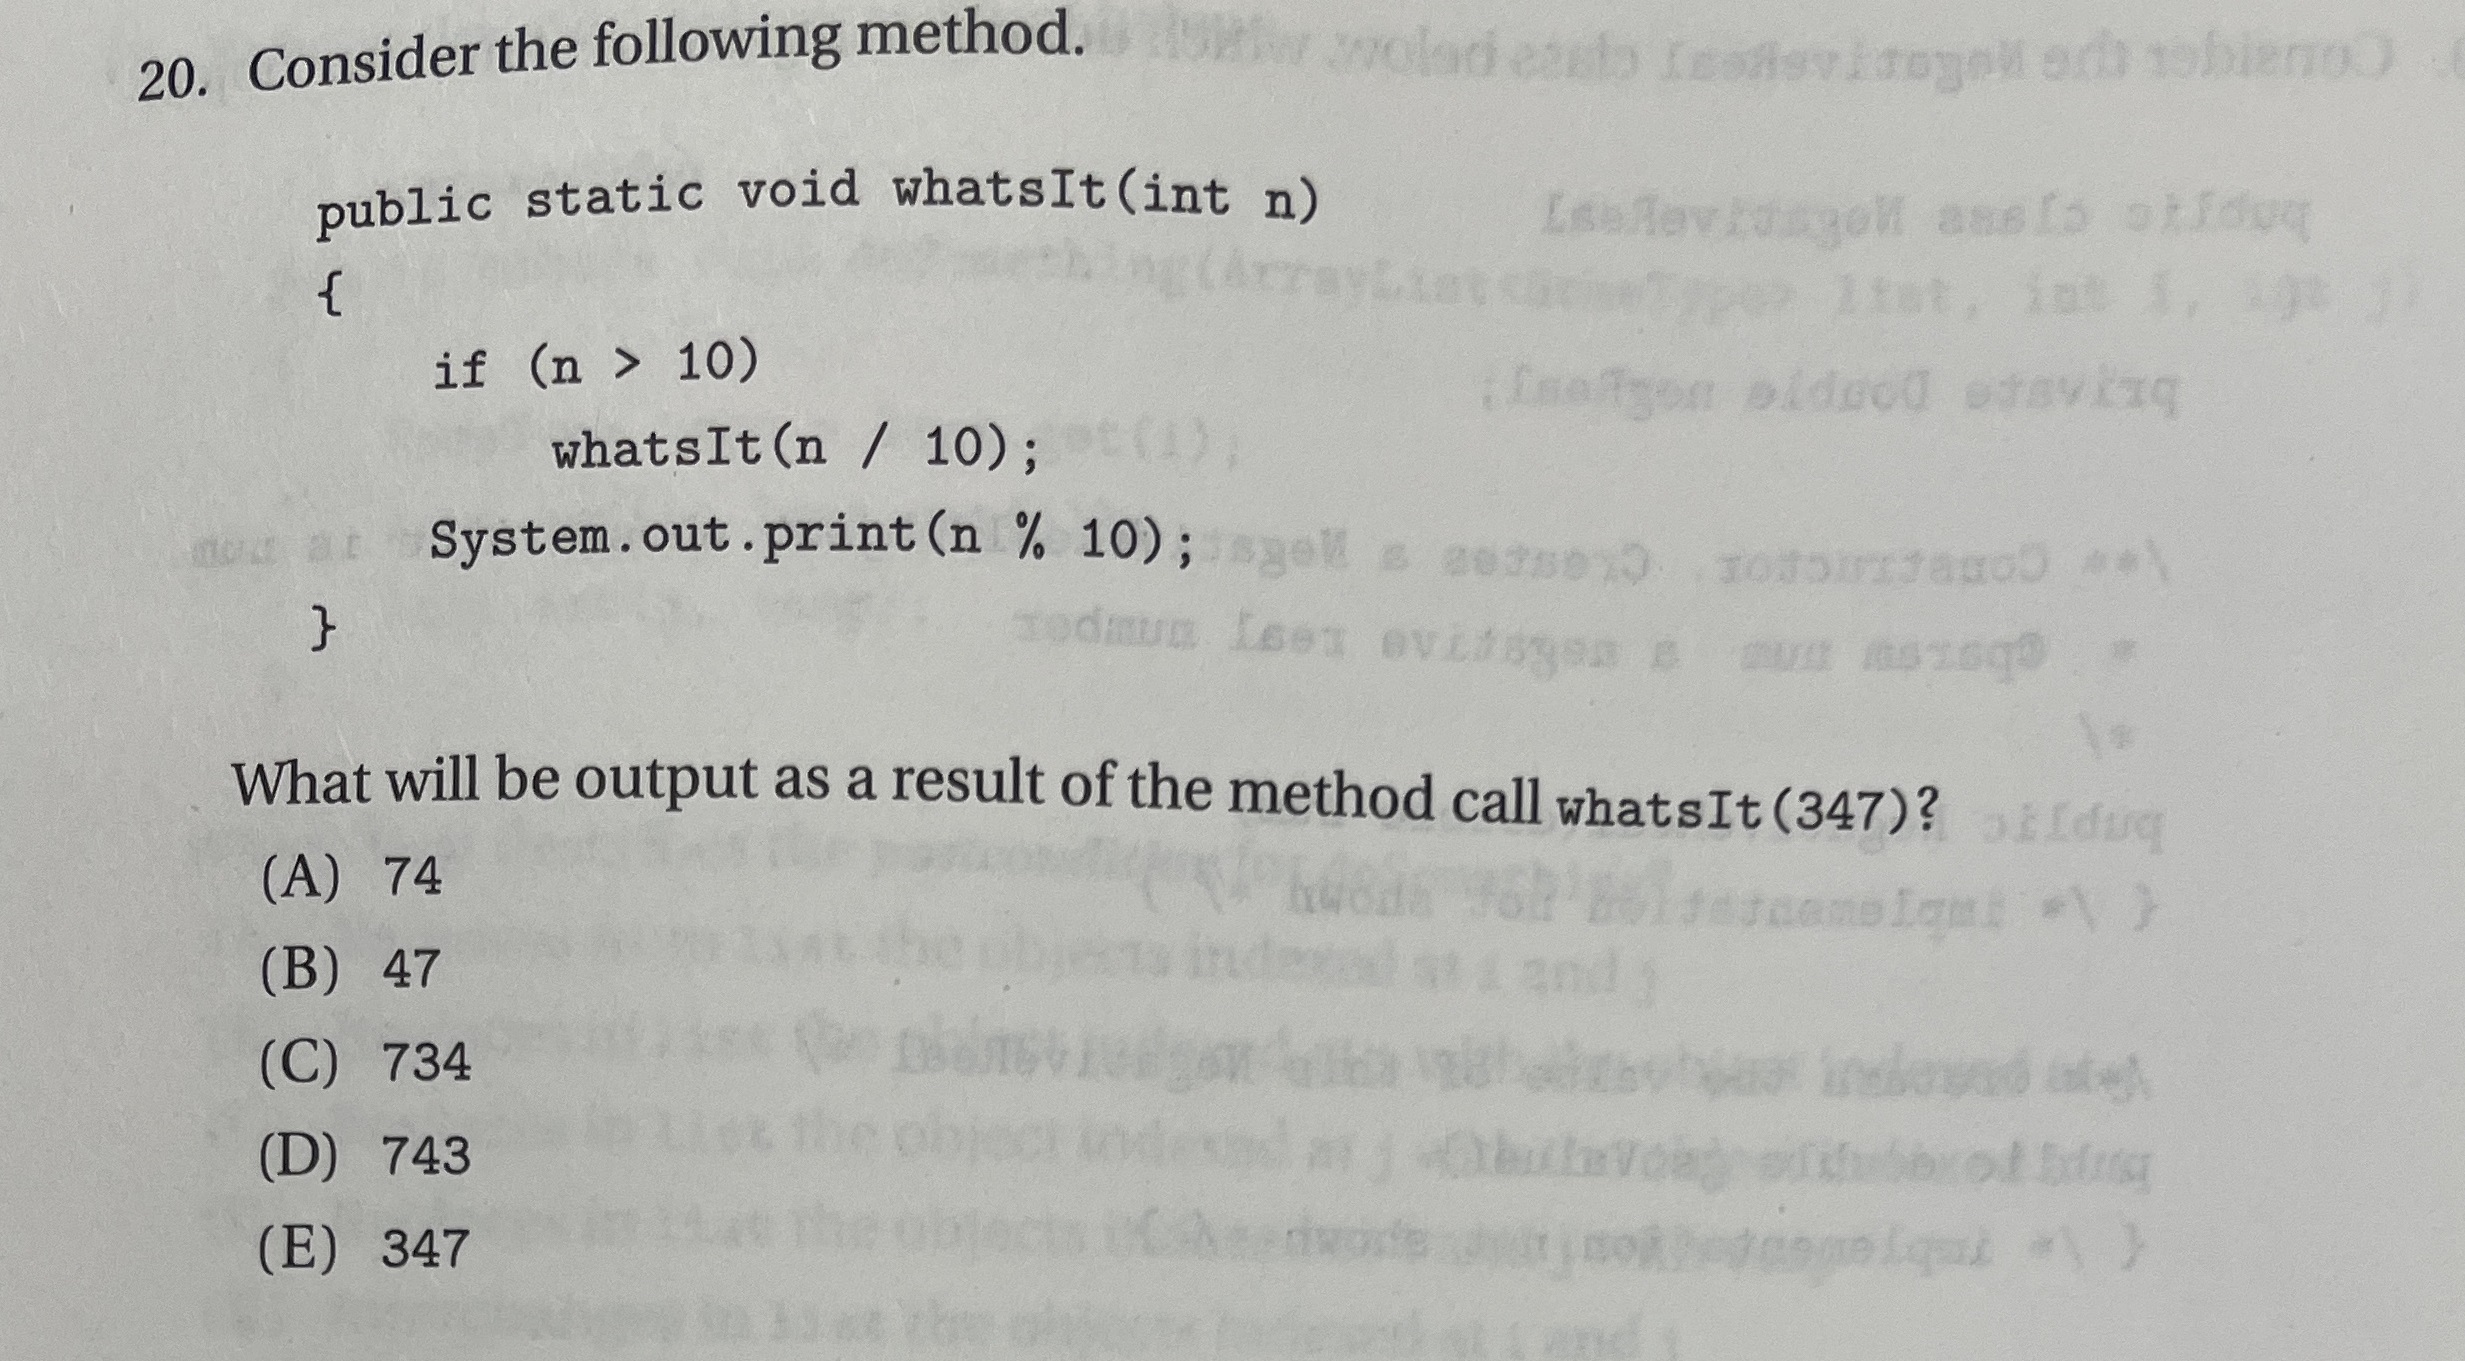 20. Consider the following method.
public static void whatsIt(int n)
{
if (n > 10)
whatsIt(n / 10);
System.out.print(n % 10);
}
What will be output as a result of the method call whatsIt(347)?
(A) 74
(B) 47
(C) 734
(D) 743
(E) 347